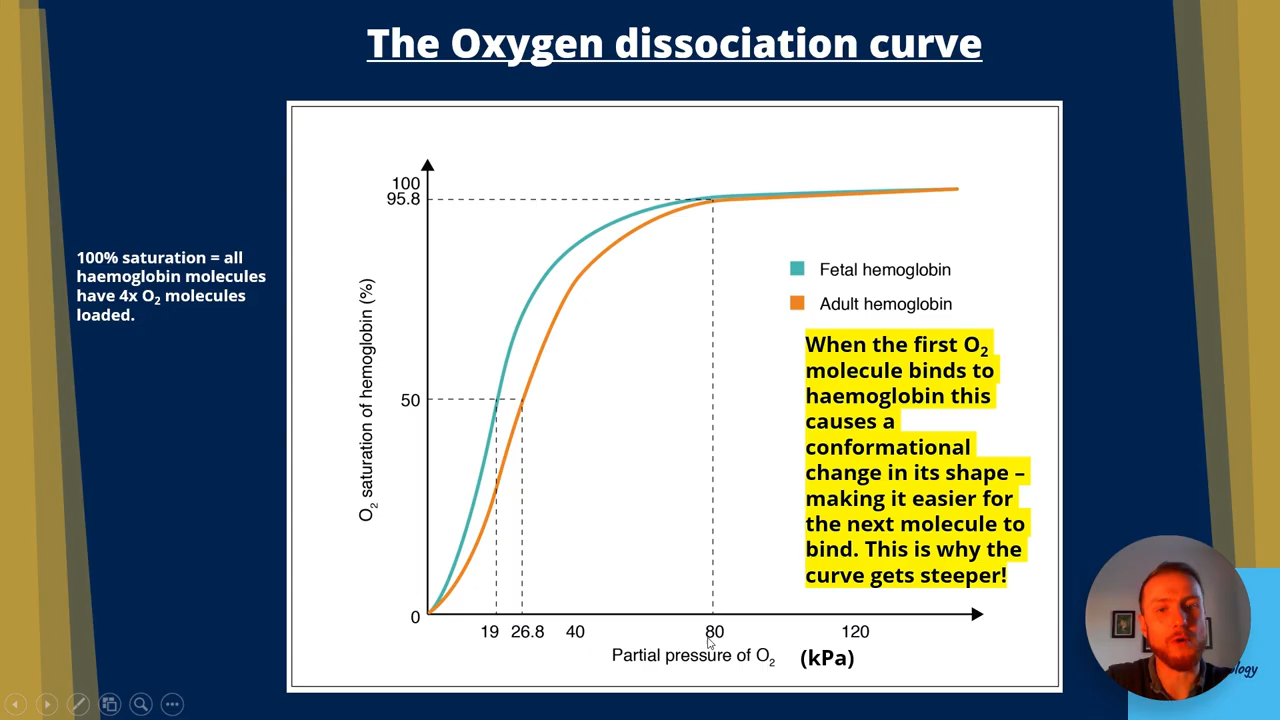 The Oxygen dissociation curve
100% saturation = all
haemoglobin molecules
have 4x O₂ molecules
loaded.
O₂ saturation of hemoglobin (%)
100
95.8
50
0
19
26.8
40
80
120
Partial pressure of O₂
(kPa)
Fetal hemoglobin
Adult hemoglobin
When the first O₂
molecule binds to
haemoglobin this
causes a
conformational
change in its shape –
making it easier for
the next molecule to
bind. This is why the
curve gets steeper!